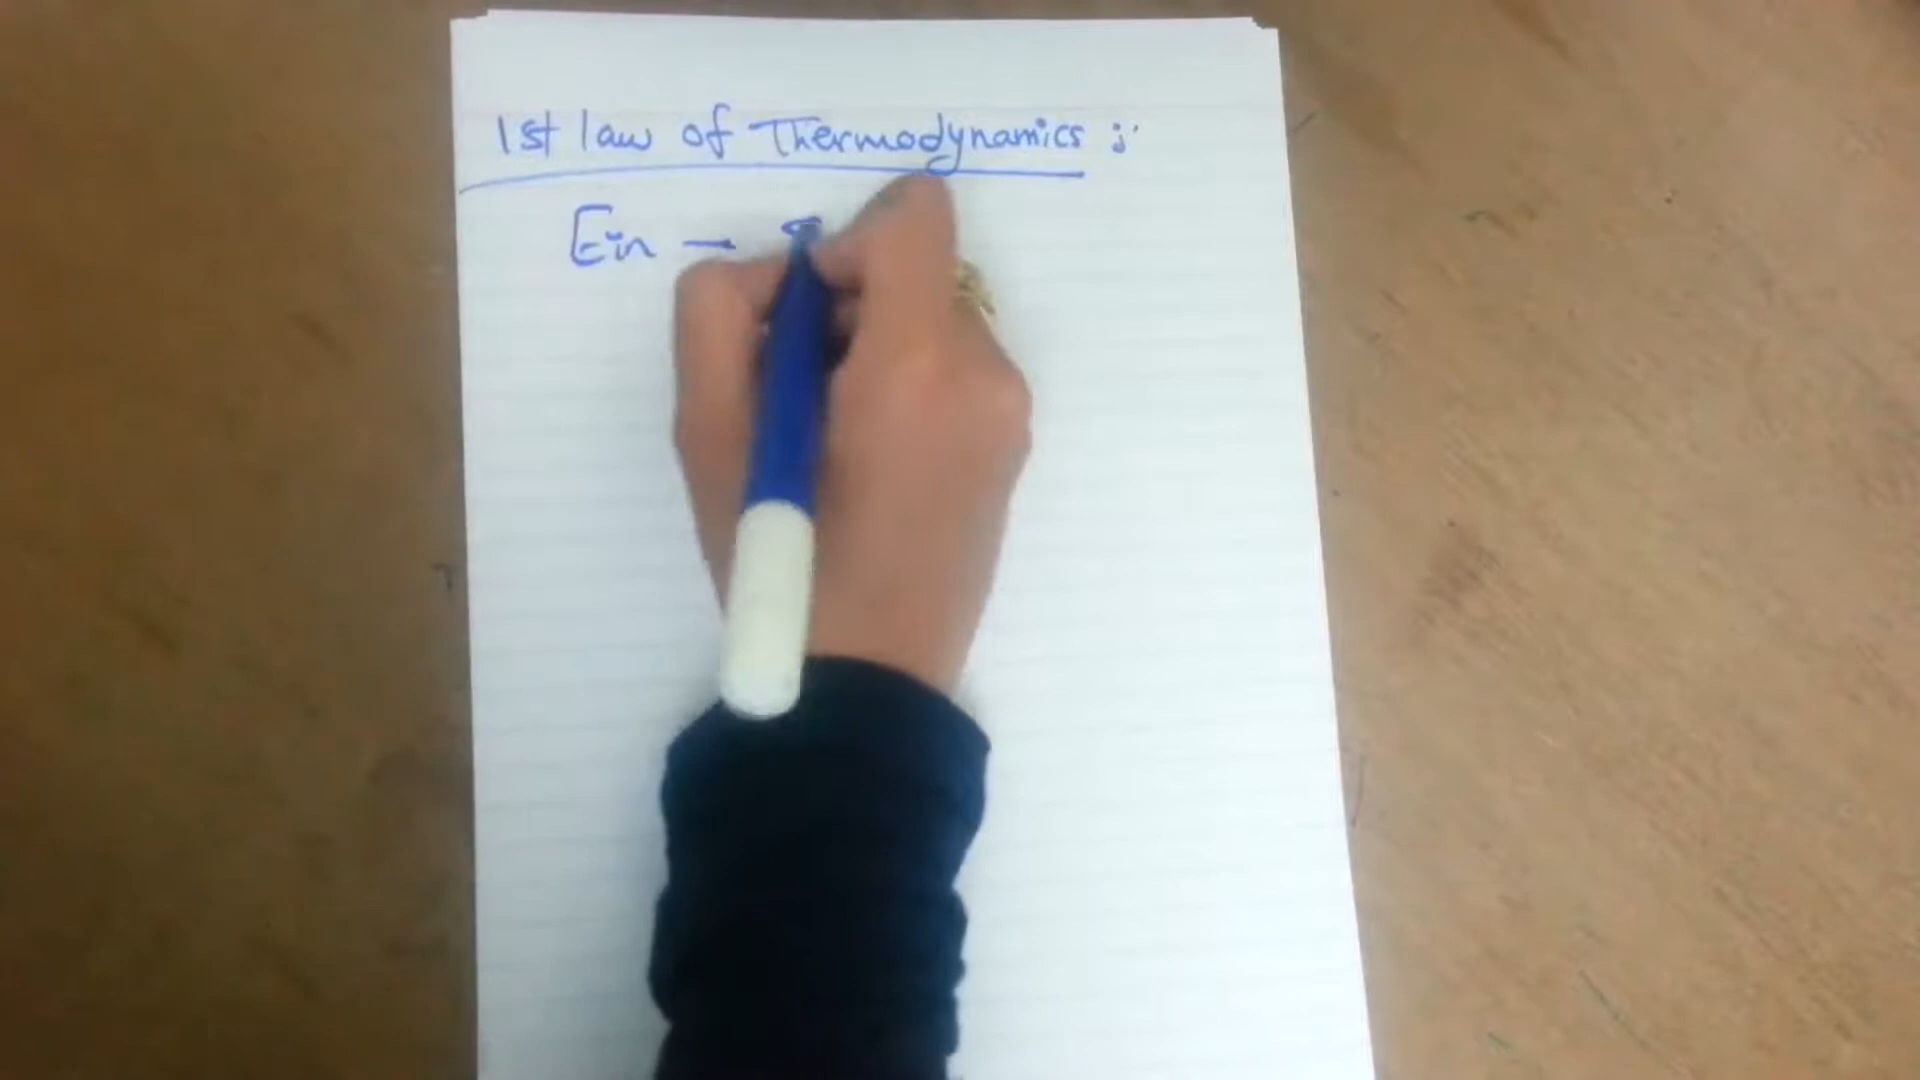 1st law of Thermodynamics :-
Ein -